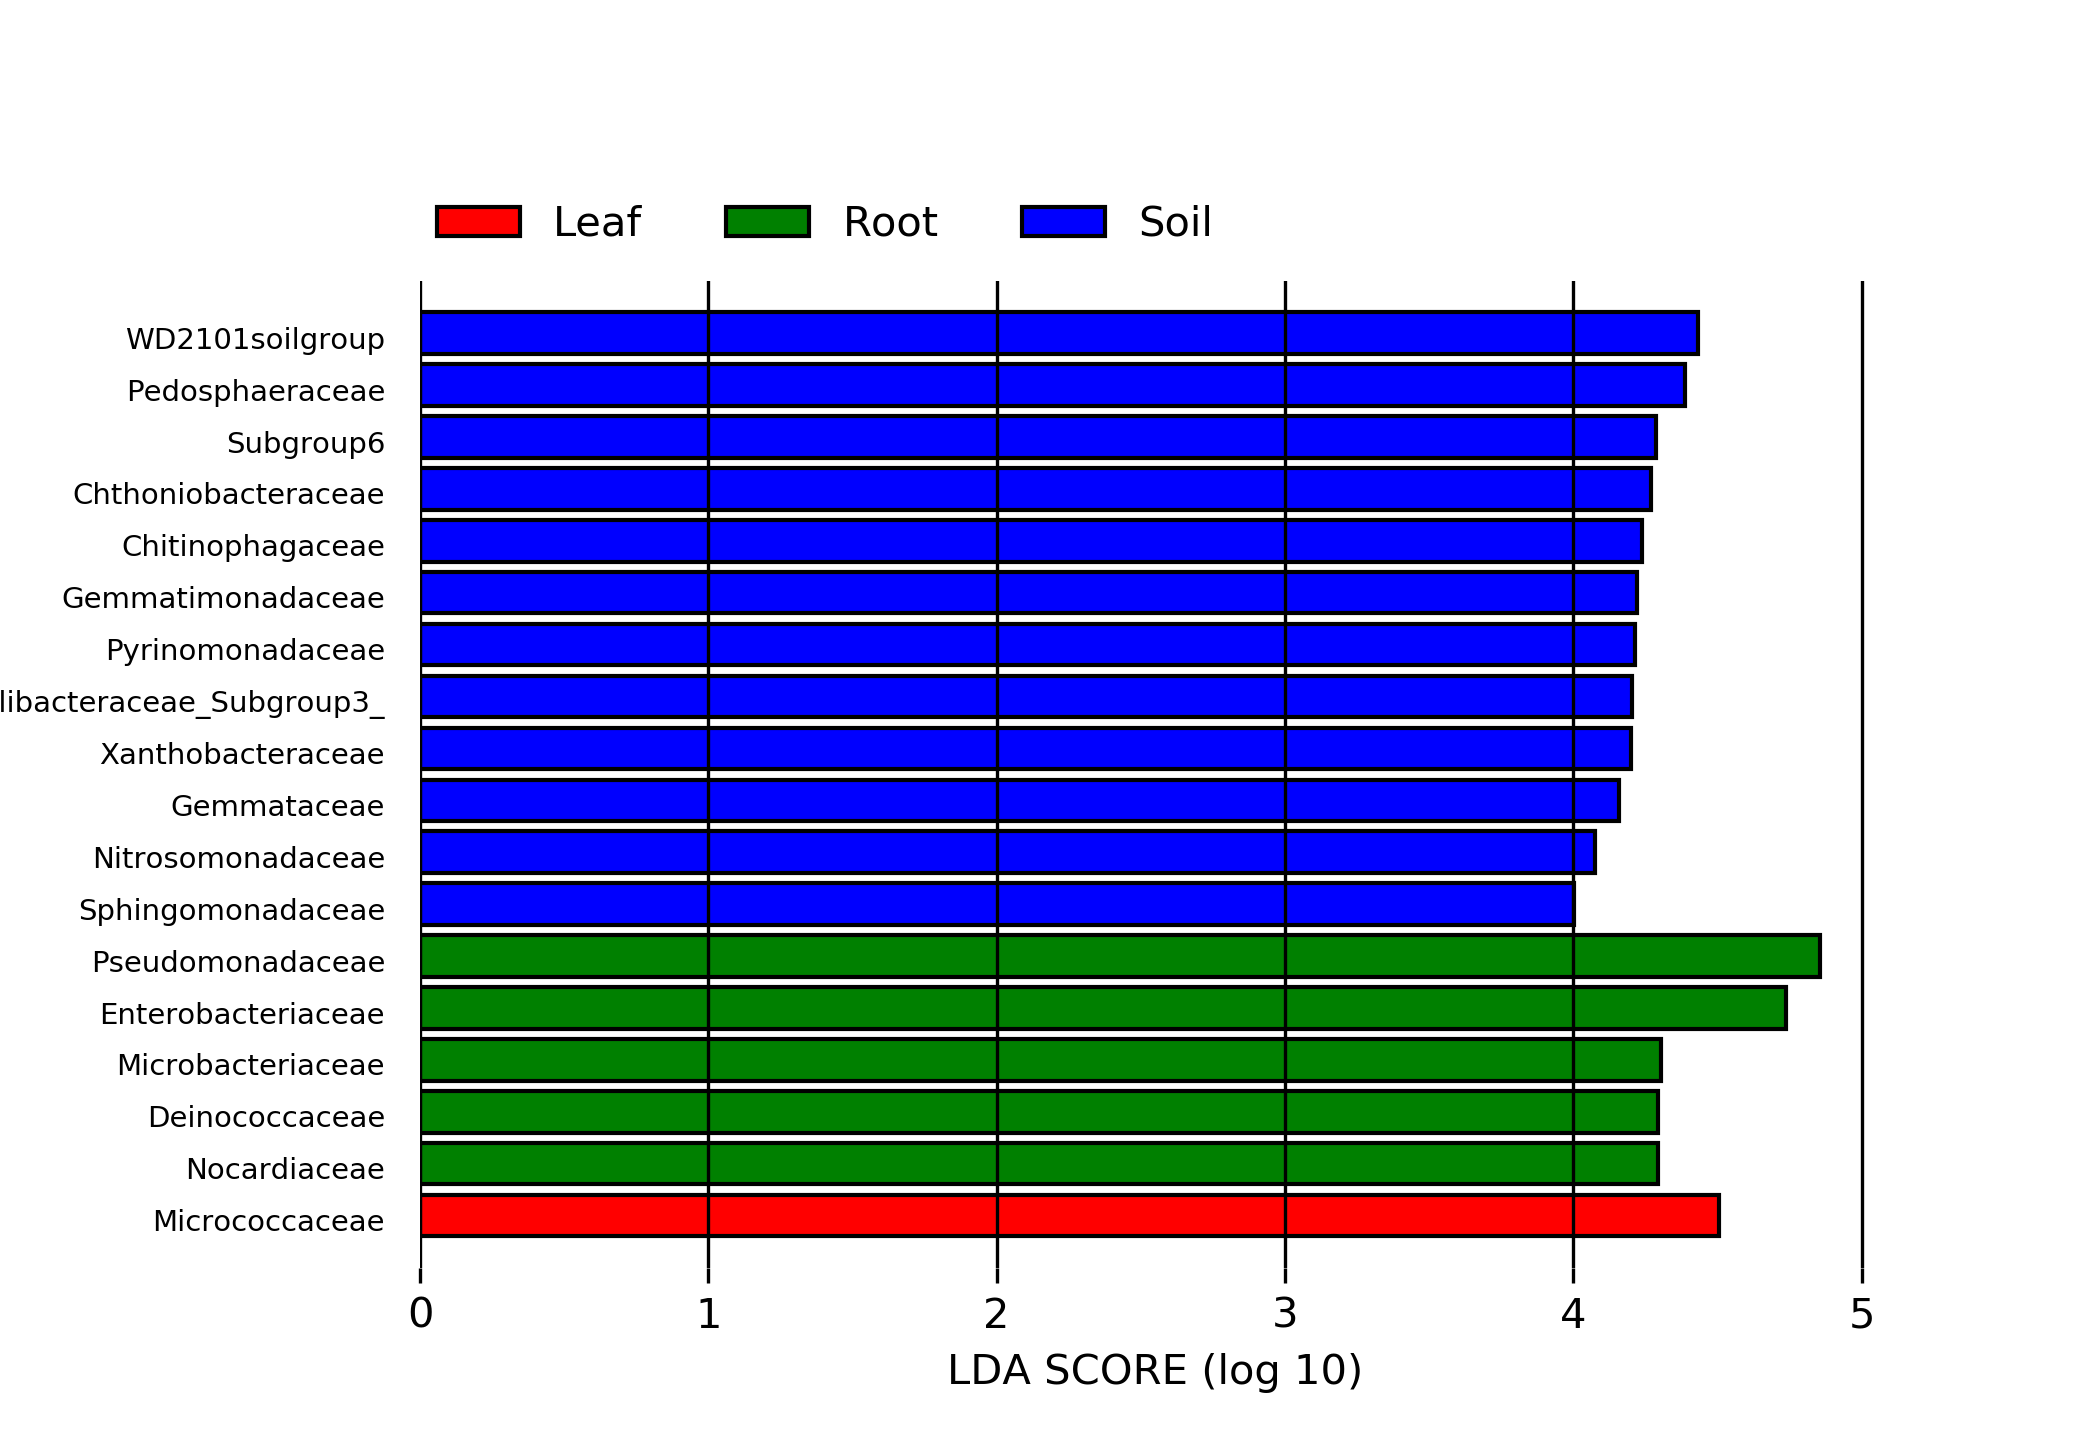 Leaf Root Soil
WD2101soilgroup
Pedosphaeraceae
Subgroup6
Chthoniobacteraceae
Chitinophagaceae
Gemmatimonadaceae
Pyrinomonadaceae
libacteraceae_Subgroup3_
Xanthobacteraceae
Gemmataceae
Nitrosomonadaceae
Sphingomonadaceae
Pseudomonadaceae
Enterobacteriaceae
Microbacteriaceae
Deinococcaceae
Nocardiaceae
Micrococcaceae
0 1 2 3 4 5
LDA SCORE (log 10)